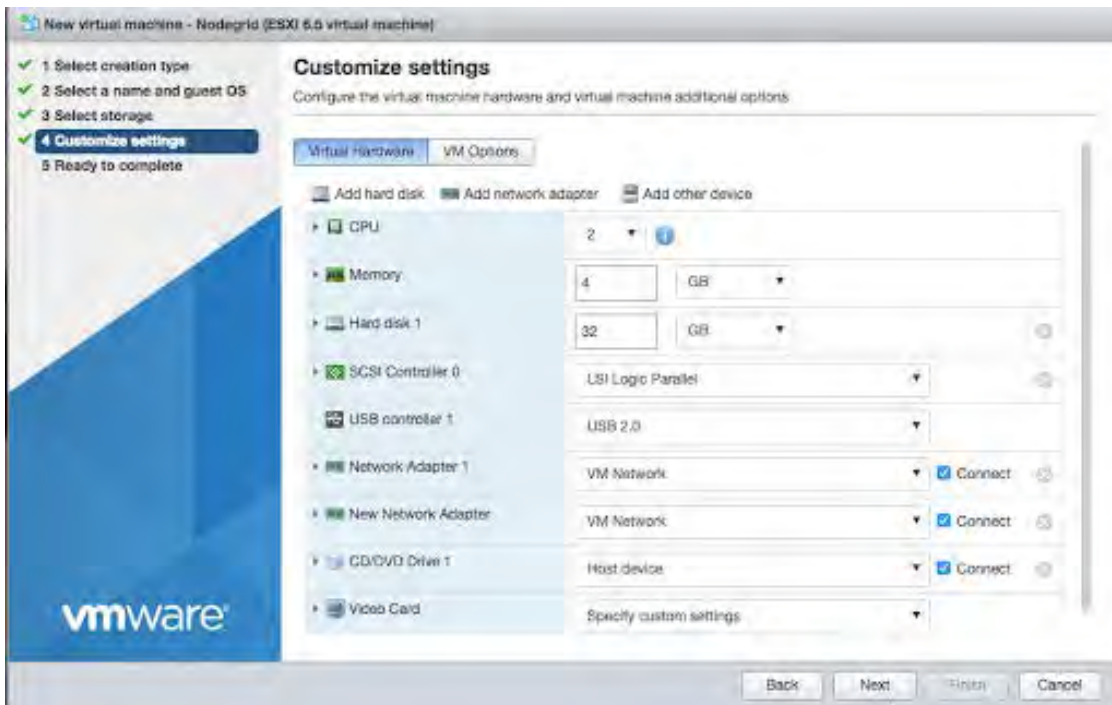 New virtual machine - Nodegrid (ESXI 6.5 virtual machine)
1 Select creation type
2 Select a name and guest OS
3 Select storage
4 Customize settings
5 Ready to complete
vmware
Customize settings
Configure the virtual machine hardware and virtual machine additional options
Virtual Hardware VM Options
Add hard disk Add network adapter Add other device
CPU 2
Memory 4 GB
Hard disk 1 32 GB
SCSI Controller 0 LSI Logic Parallel
USB controller 1 USB 2.0
Network Adapter 1 VM Network Connect
New Network Adapter VM Network Connect
CD/DVD Drive 1 Host device Connect
Video Card Specify custom settings
Back Next Finish Cancel